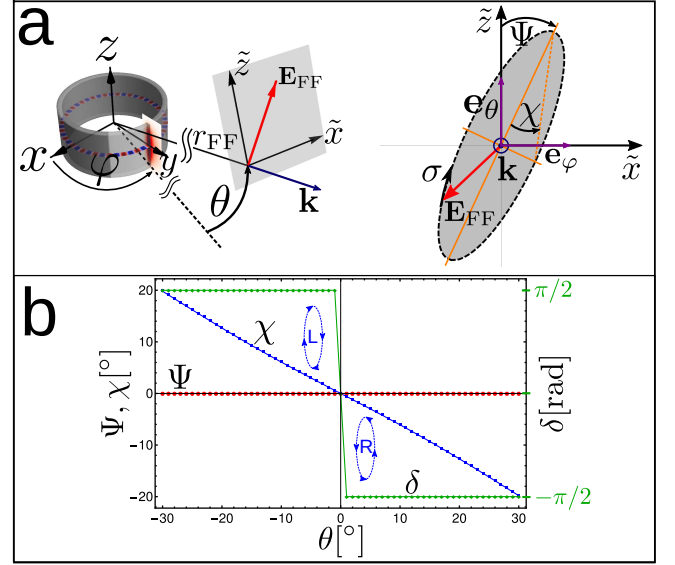 a
z
x
y
φ
r_FF
θ
z̃
E_FF
x̃
k
z̃
Ψ
e_θ
χ
σ
k
e_φ
x̃
E_FF
b
20
10
0
−10
−20
Ψ, χ[°]
χ
Ψ
L
R
δ
π/2
−π/2
δ[rad]
−30
−20
−10
0
10
20
30
θ[°]